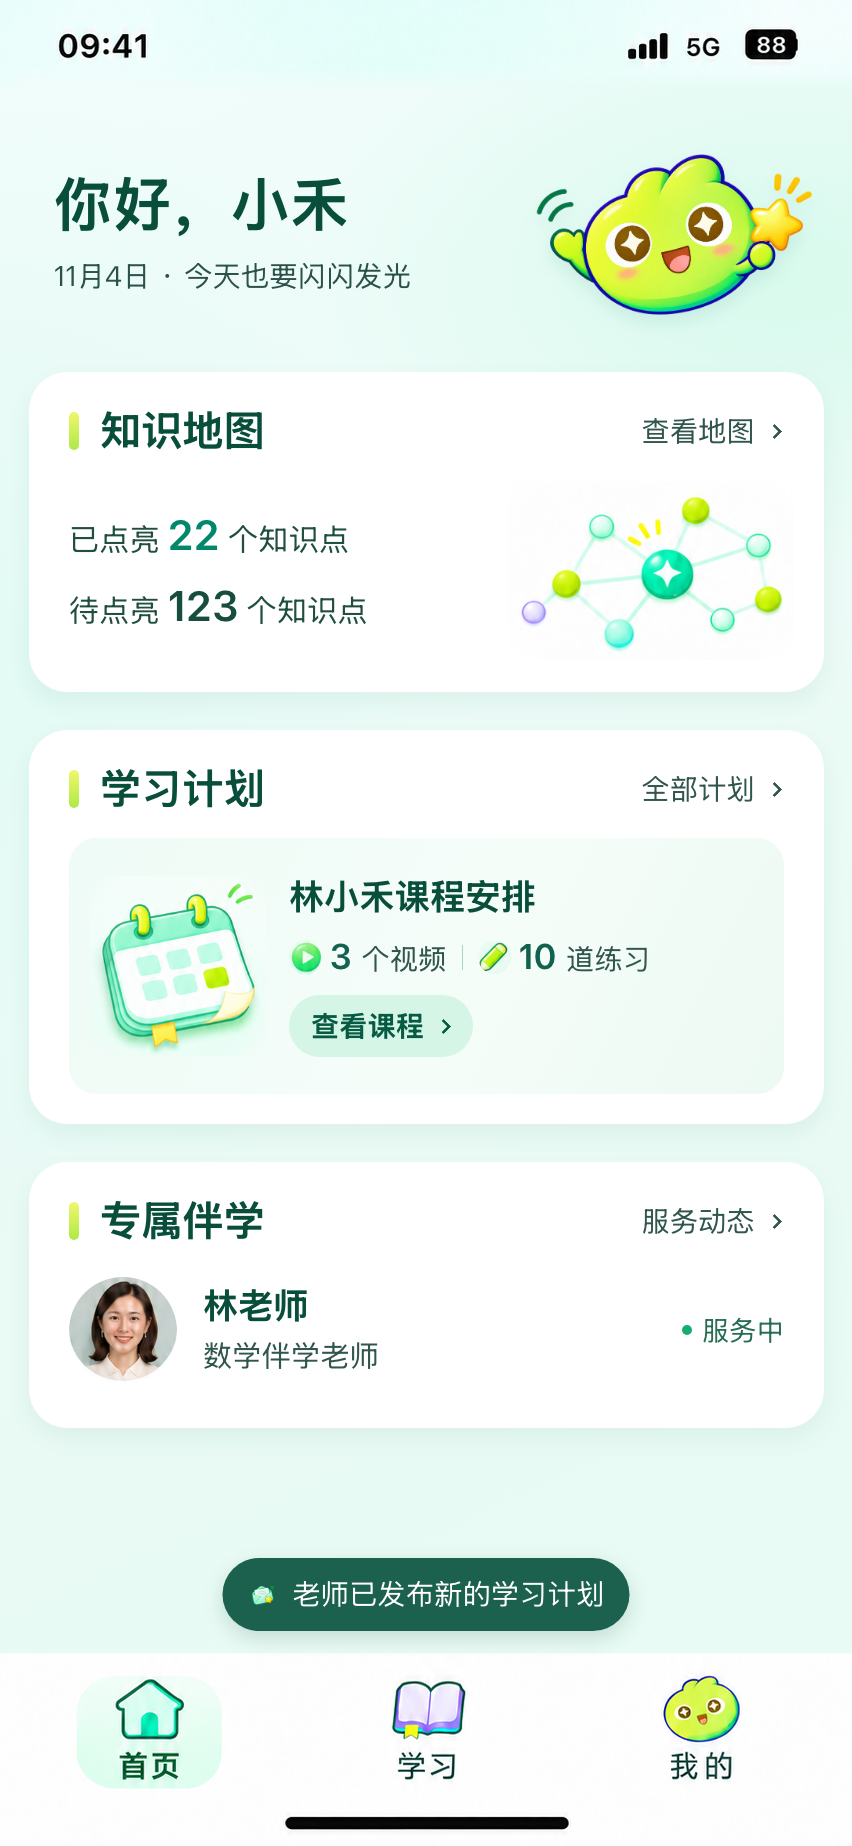 09:41
5G
88
你好，小禾
11月4日 · 今天也要闪闪发光
知识地图
查看地图
已点亮 22 个知识点
待点亮 123 个知识点
学习计划
全部计划
林小禾课程安排
3 个视频
10 道练习
查看课程
专属伴学
服务动态
林老师
数学伴学老师
服务中
老师已发布新的学习计划
首页
学习
我的